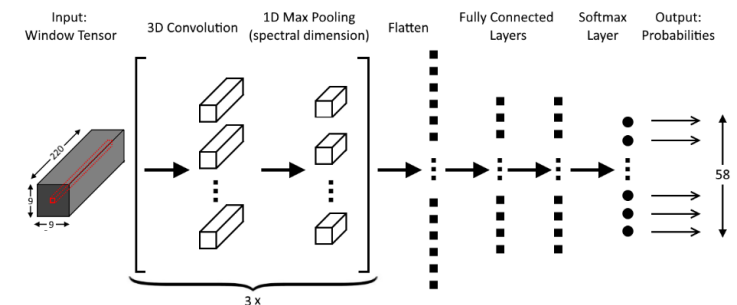 Input:
Window Tensor
3D Convolution
1D Max Pooling
(spectral dimension)
Flatten
Fully Connected
Layers
Softmax
Layer
Output:
Probabilities
220
9
9
58
3 x